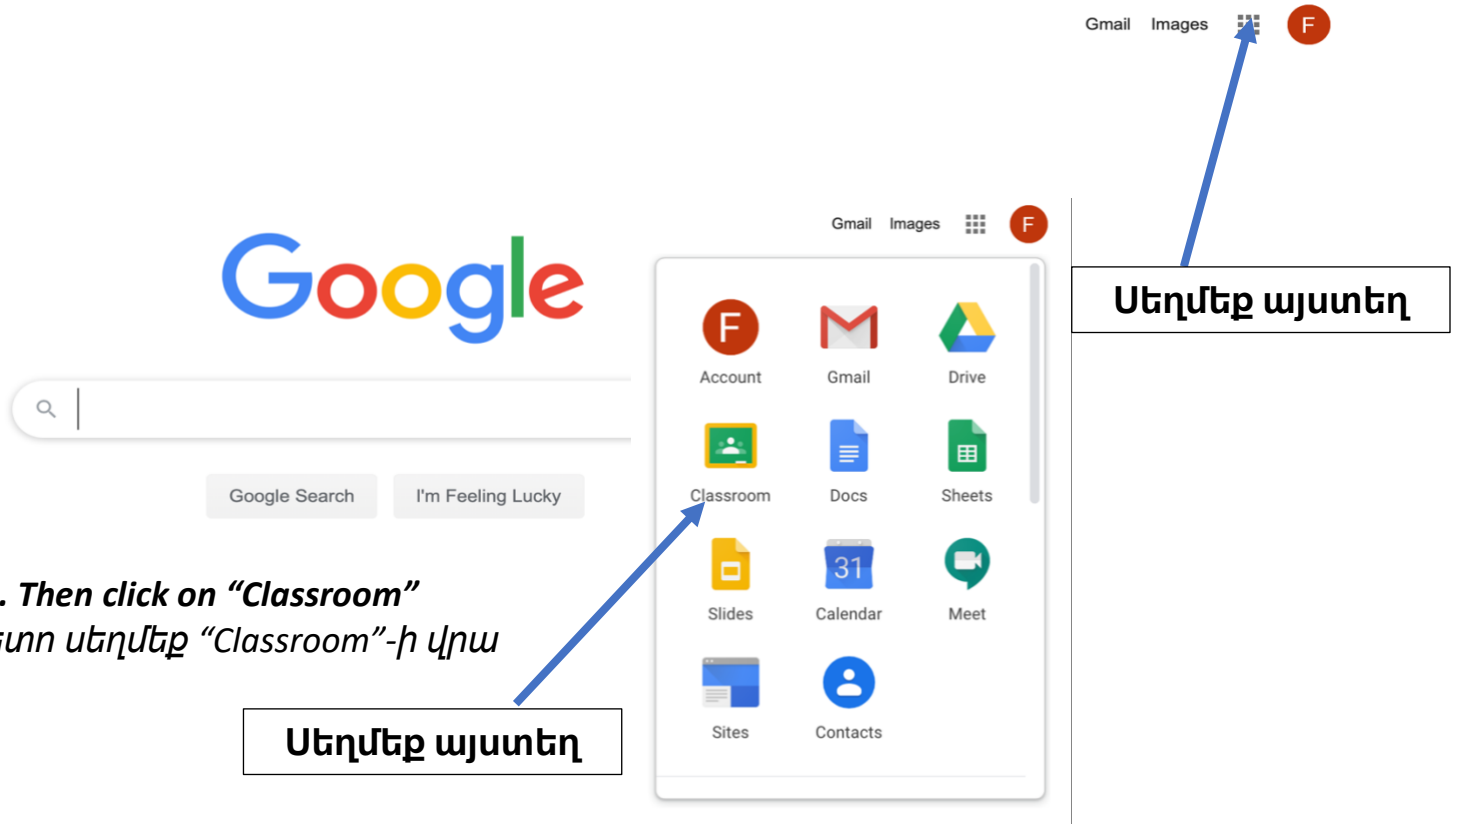 Gmail Images F
Gmail Images F
Google
Սեղմեք այստեղ
F
Account Gmail Drive
Classroom Docs Sheets
Google Search I'm Feeling Lucky
31
Slides Calendar Meet
. Then click on “Classroom”
սեղմեք “Classroom”-ի վրա
Սեղմեք այստեղ
Sites Contacts